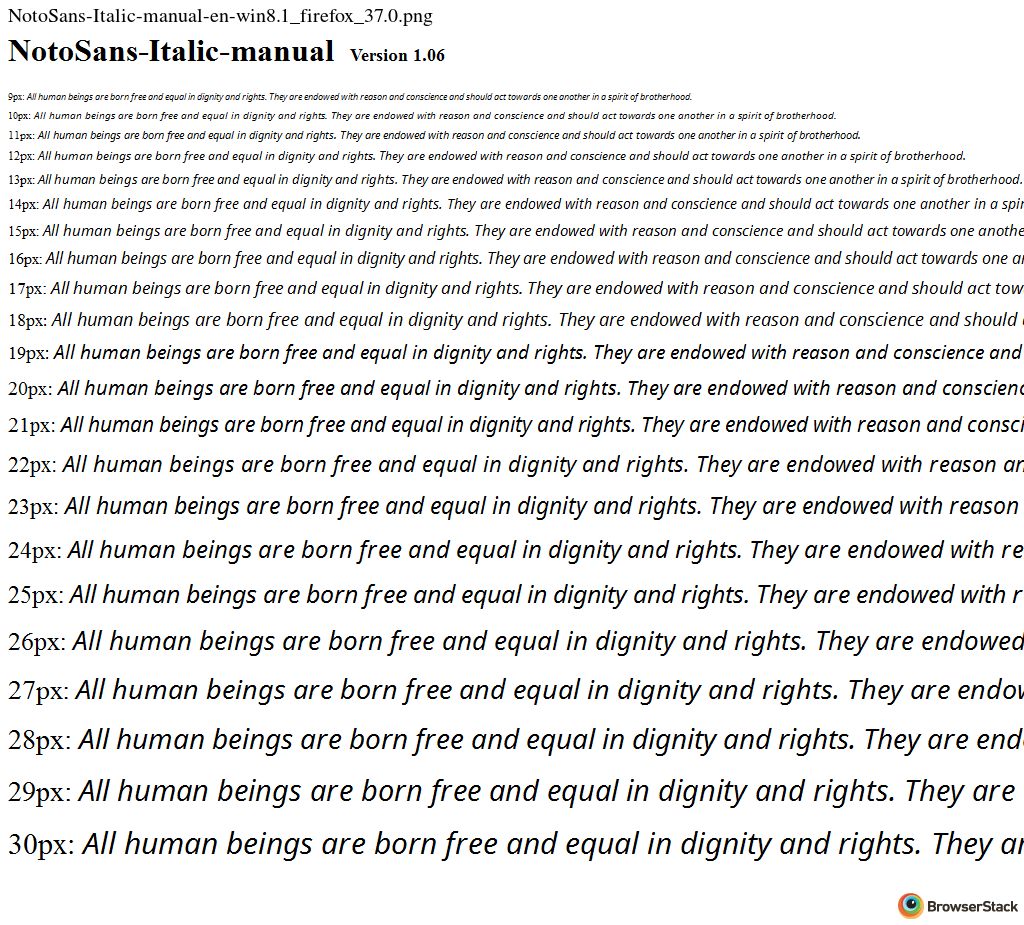 NotoSans-Italic-manual-en-win8.1_firefox_37.0.png
NotoSans-Italic-manual Version 1.06
9px: All human beings are born free and equal in dignity and rights. They are endowed with reason and conscience and should act towards one another in a spirit of brotherhood.
10px: All human beings are born free and equal in dignity and rights. They are endowed with reason and conscience and should act towards one another in a spirit of brotherhood.
11px: All human beings are born free and equal in dignity and rights. They are endowed with reason and conscience and should act towards one another in a spirit of brotherhood.
12px: All human beings are born free and equal in dignity and rights. They are endowed with reason and conscience and should act towards one another in a spirit of brotherhood.
13px: All human beings are born free and equal in dignity and rights. They are endowed with reason and conscience and should act towards one another in a spirit of brotherhood.
14px: All human beings are born free and equal in dignity and rights. They are endowed with reason and conscience and should act towards one another in a spir
15px: All human beings are born free and equal in dignity and rights. They are endowed with reason and conscience and should act towards one anothe
16px: All human beings are born free and equal in dignity and rights. They are endowed with reason and conscience and should act towards one a
17px: All human beings are born free and equal in dignity and rights. They are endowed with reason and conscience and should act tow
18px: All human beings are born free and equal in dignity and rights. They are endowed with reason and conscience and should
19px: All human beings are born free and equal in dignity and rights. They are endowed with reason and conscience and
20px: All human beings are born free and equal in dignity and rights. They are endowed with reason and conscienc
21px: All human beings are born free and equal in dignity and rights. They are endowed with reason and consci
22px: All human beings are born free and equal in dignity and rights. They are endowed with reason an
23px: All human beings are born free and equal in dignity and rights. They are endowed with reason
24px: All human beings are born free and equal in dignity and rights. They are endowed with re
25px: All human beings are born free and equal in dignity and rights. They are endowed with r
26px: All human beings are born free and equal in dignity and rights. They are endowed
27px: All human beings are born free and equal in dignity and rights. They are endow
28px: All human beings are born free and equal in dignity and rights. They are end
29px: All human beings are born free and equal in dignity and rights. They are
30px: All human beings are born free and equal in dignity and rights. They ar
BrowserStack